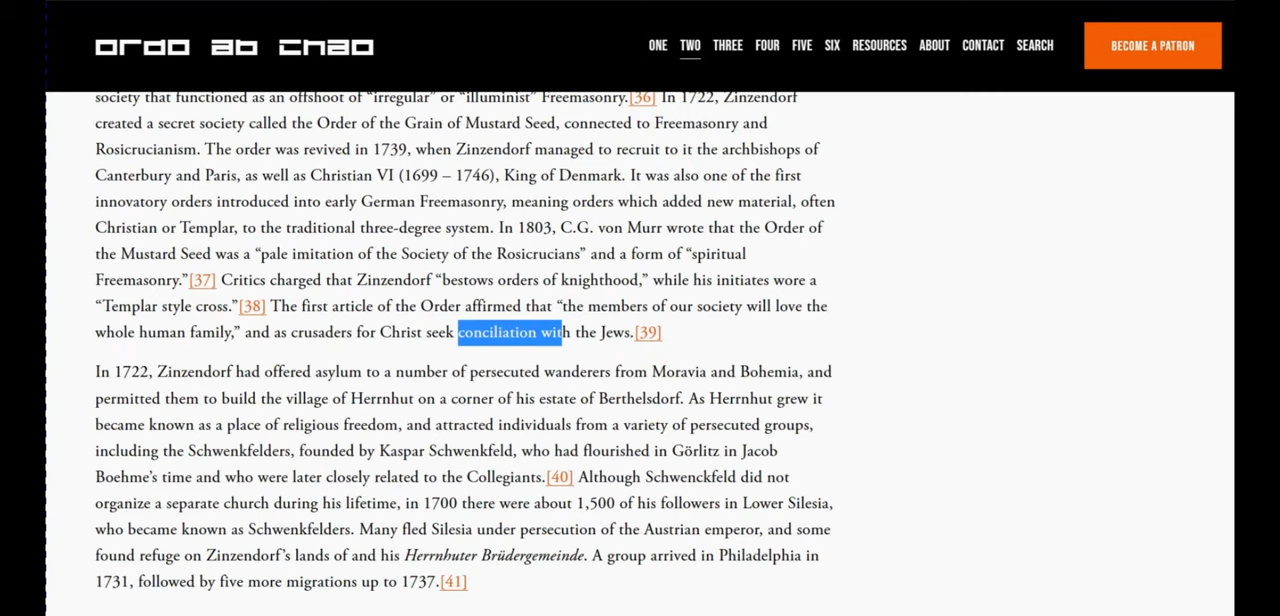 ordo ab chao
ONE TWO THREE FOUR FIVE SIX RESOURCES ABOUT CONTACT SEARCH BECOME A PATRON
society that functioned as an offshoot of “irregular” or “illuminist” Freemasonry.[36] In 1722, Zinzendorf
created a secret society called the Order of the Grain of Mustard Seed, connected to Freemasonry and
Rosicrucianism. The order was revived in 1739, when Zinzendorf managed to recruit to it the archbishops of
Canterbury and Paris, as well as Christian VI (1699 – 1746), King of Denmark. It was also one of the first
innovatory orders introduced into early German Freemasonry, meaning orders which added new material, often
Christian or Templar, to the traditional three-degree system. In 1803, C.G. von Murr wrote that the Order of
the Mustard Seed was a “pale imitation of the Society of the Rosicrucians” and a form of “spiritual
Freemasonry.”[37] Critics charged that Zinzendorf “bestows orders of knighthood,” while his initiates wore a
“Templar style cross.”[38] The first article of the Order affirmed that “the members of our society will love the
whole human family,” and as crusaders for Christ seek conciliation with the Jews.[39]
In 1722, Zinzendorf had offered asylum to a number of persecuted wanderers from Moravia and Bohemia, and
permitted them to build the village of Herrnhut on a corner of his estate of Berthelsdorf. As Herrnhut grew it
became known as a place of religious freedom, and attracted individuals from a variety of persecuted groups,
including the Schwenkfelders, founded by Kaspar Schwenkfeld, who had flourished in Görlitz in Jacob
Boehme’s time and who were later closely related to the Collegiants.[40] Although Schwenckfeld did not
organize a separate church during his lifetime, in 1700 there were about 1,500 of his followers in Lower Silesia,
who became known as Schwenkfelders. Many fled Silesia under persecution of the Austrian emperor, and some
found refuge on Zinzendorf’s lands of and his Herrnhuter Brüdergemeinde. A group arrived in Philadelphia in
1731, followed by five more migrations up to 1737.[41]